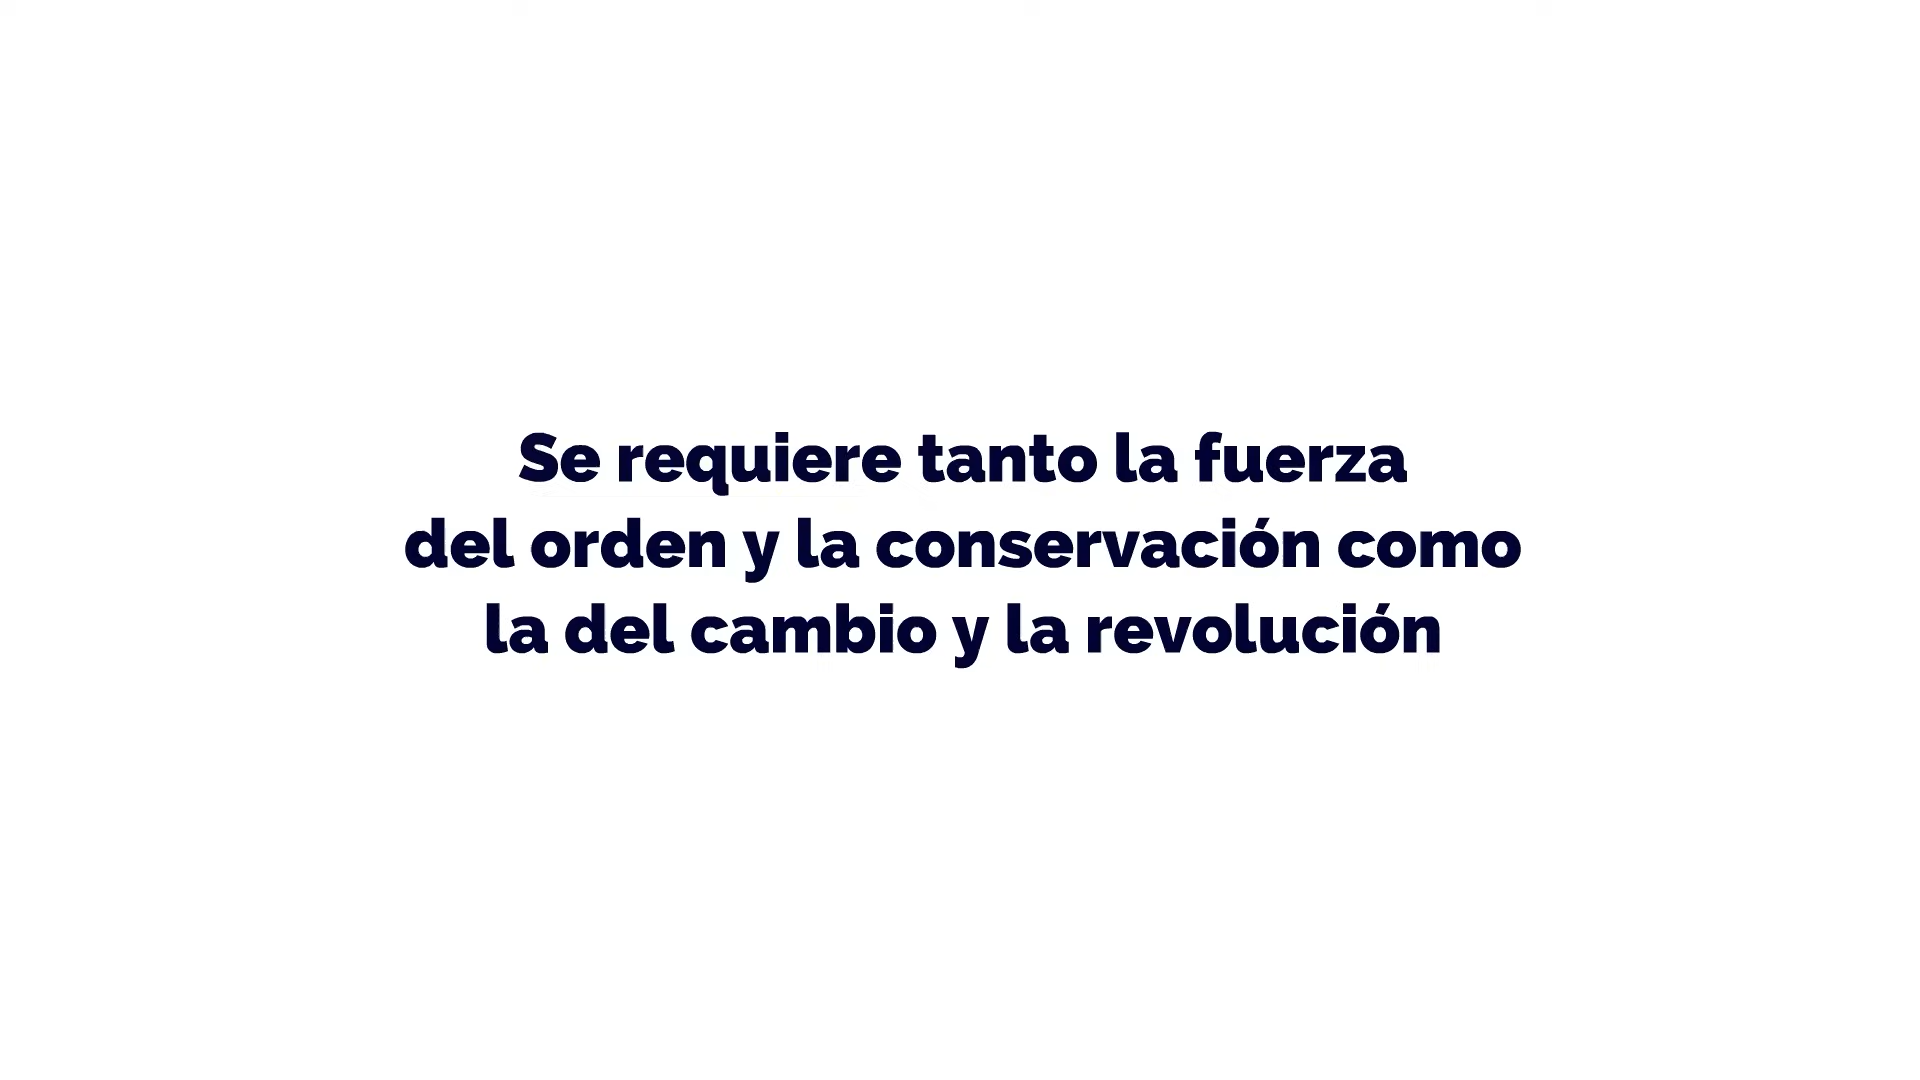 Se requiere tanto la fuerza
del orden y la conservación como
la del cambio y la revolución